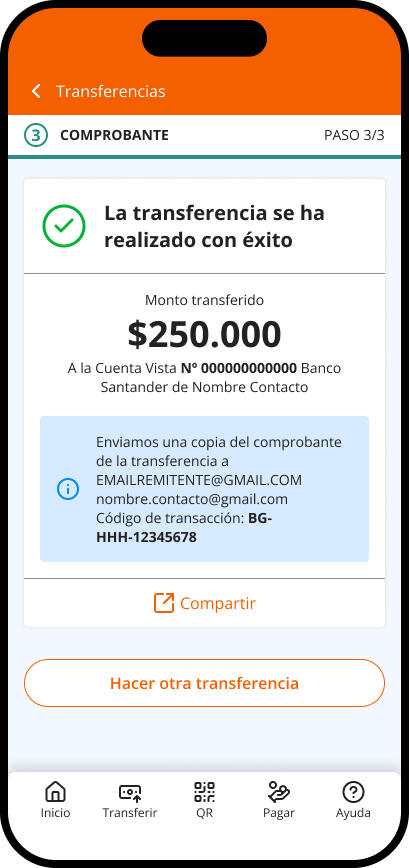 Transferencias
3 COMPROBANTE PASO 3/3
La transferencia se ha
realizado con éxito
Monto transferido
$250.000
A la Cuenta Vista Nº 000000000000 Banco
Santander de Nombre Contacto
Enviamos una copia del comprobante
de la transferencia a
EMAILREMITENTE@GMAIL.COM
nombre.contacto@gmail.com
Código de transacción: BG-
HHH-12345678
Compartir
Hacer otra transferencia
Inicio Transferir QR Pagar Ayuda